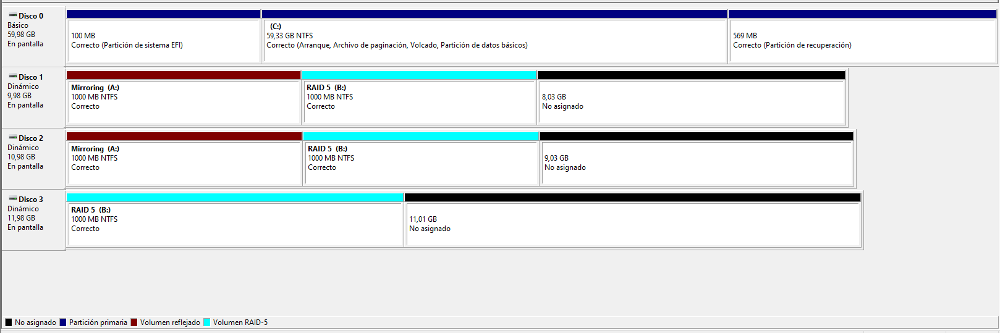 Disco 0
Básico
59,98 GB
En pantalla
100 MB
Correcto (Partición de sistema EFI)
(C:)
59,33 GB NTFS
Correcto (Arranque, Archivo de paginación, Volcado, Partición de datos básicos)
569 MB
Correcto (Partición de recuperación)
Disco 1
Dinámico
9,98 GB
En pantalla
Mirroring (A:)
1000 MB NTFS
Correcto
RAID 5 (B:)
1000 MB NTFS
Correcto
8,03 GB
No asignado
Disco 2
Dinámico
10,98 GB
En pantalla
Mirroring (A:)
1000 MB NTFS
Correcto
RAID 5 (B:)
1000 MB NTFS
Correcto
9,03 GB
No asignado
Disco 3
Dinámico
11,98 GB
En pantalla
RAID 5 (B:)
1000 MB NTFS
Correcto
11,01 GB
No asignado
No asignado Partición primaria Volumen reflejado Volumen RAID-5